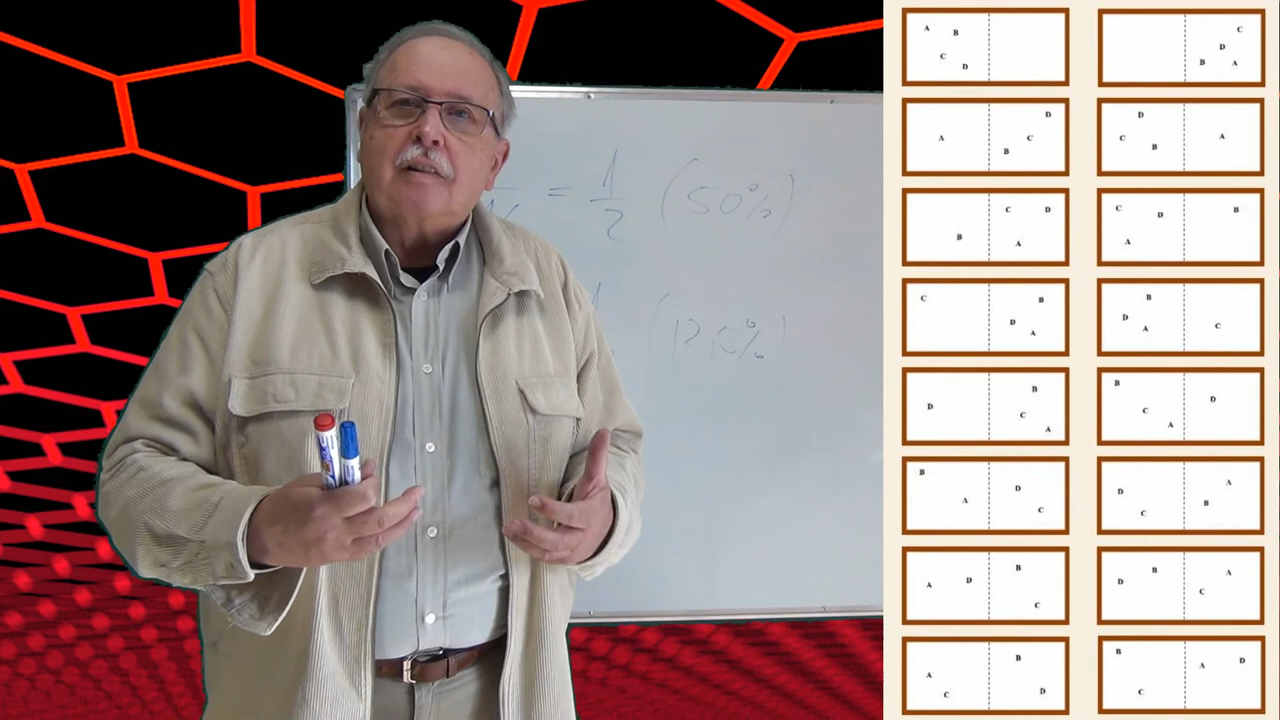 = 1/2 (50%)
A B C D
C D B A
A D C B
D C B A
B C D A
C D A B
C B D A
B D A C
D B C A
B C A D
B A D C
D C A B
A D B C
D B A C
A C B D
B C A D